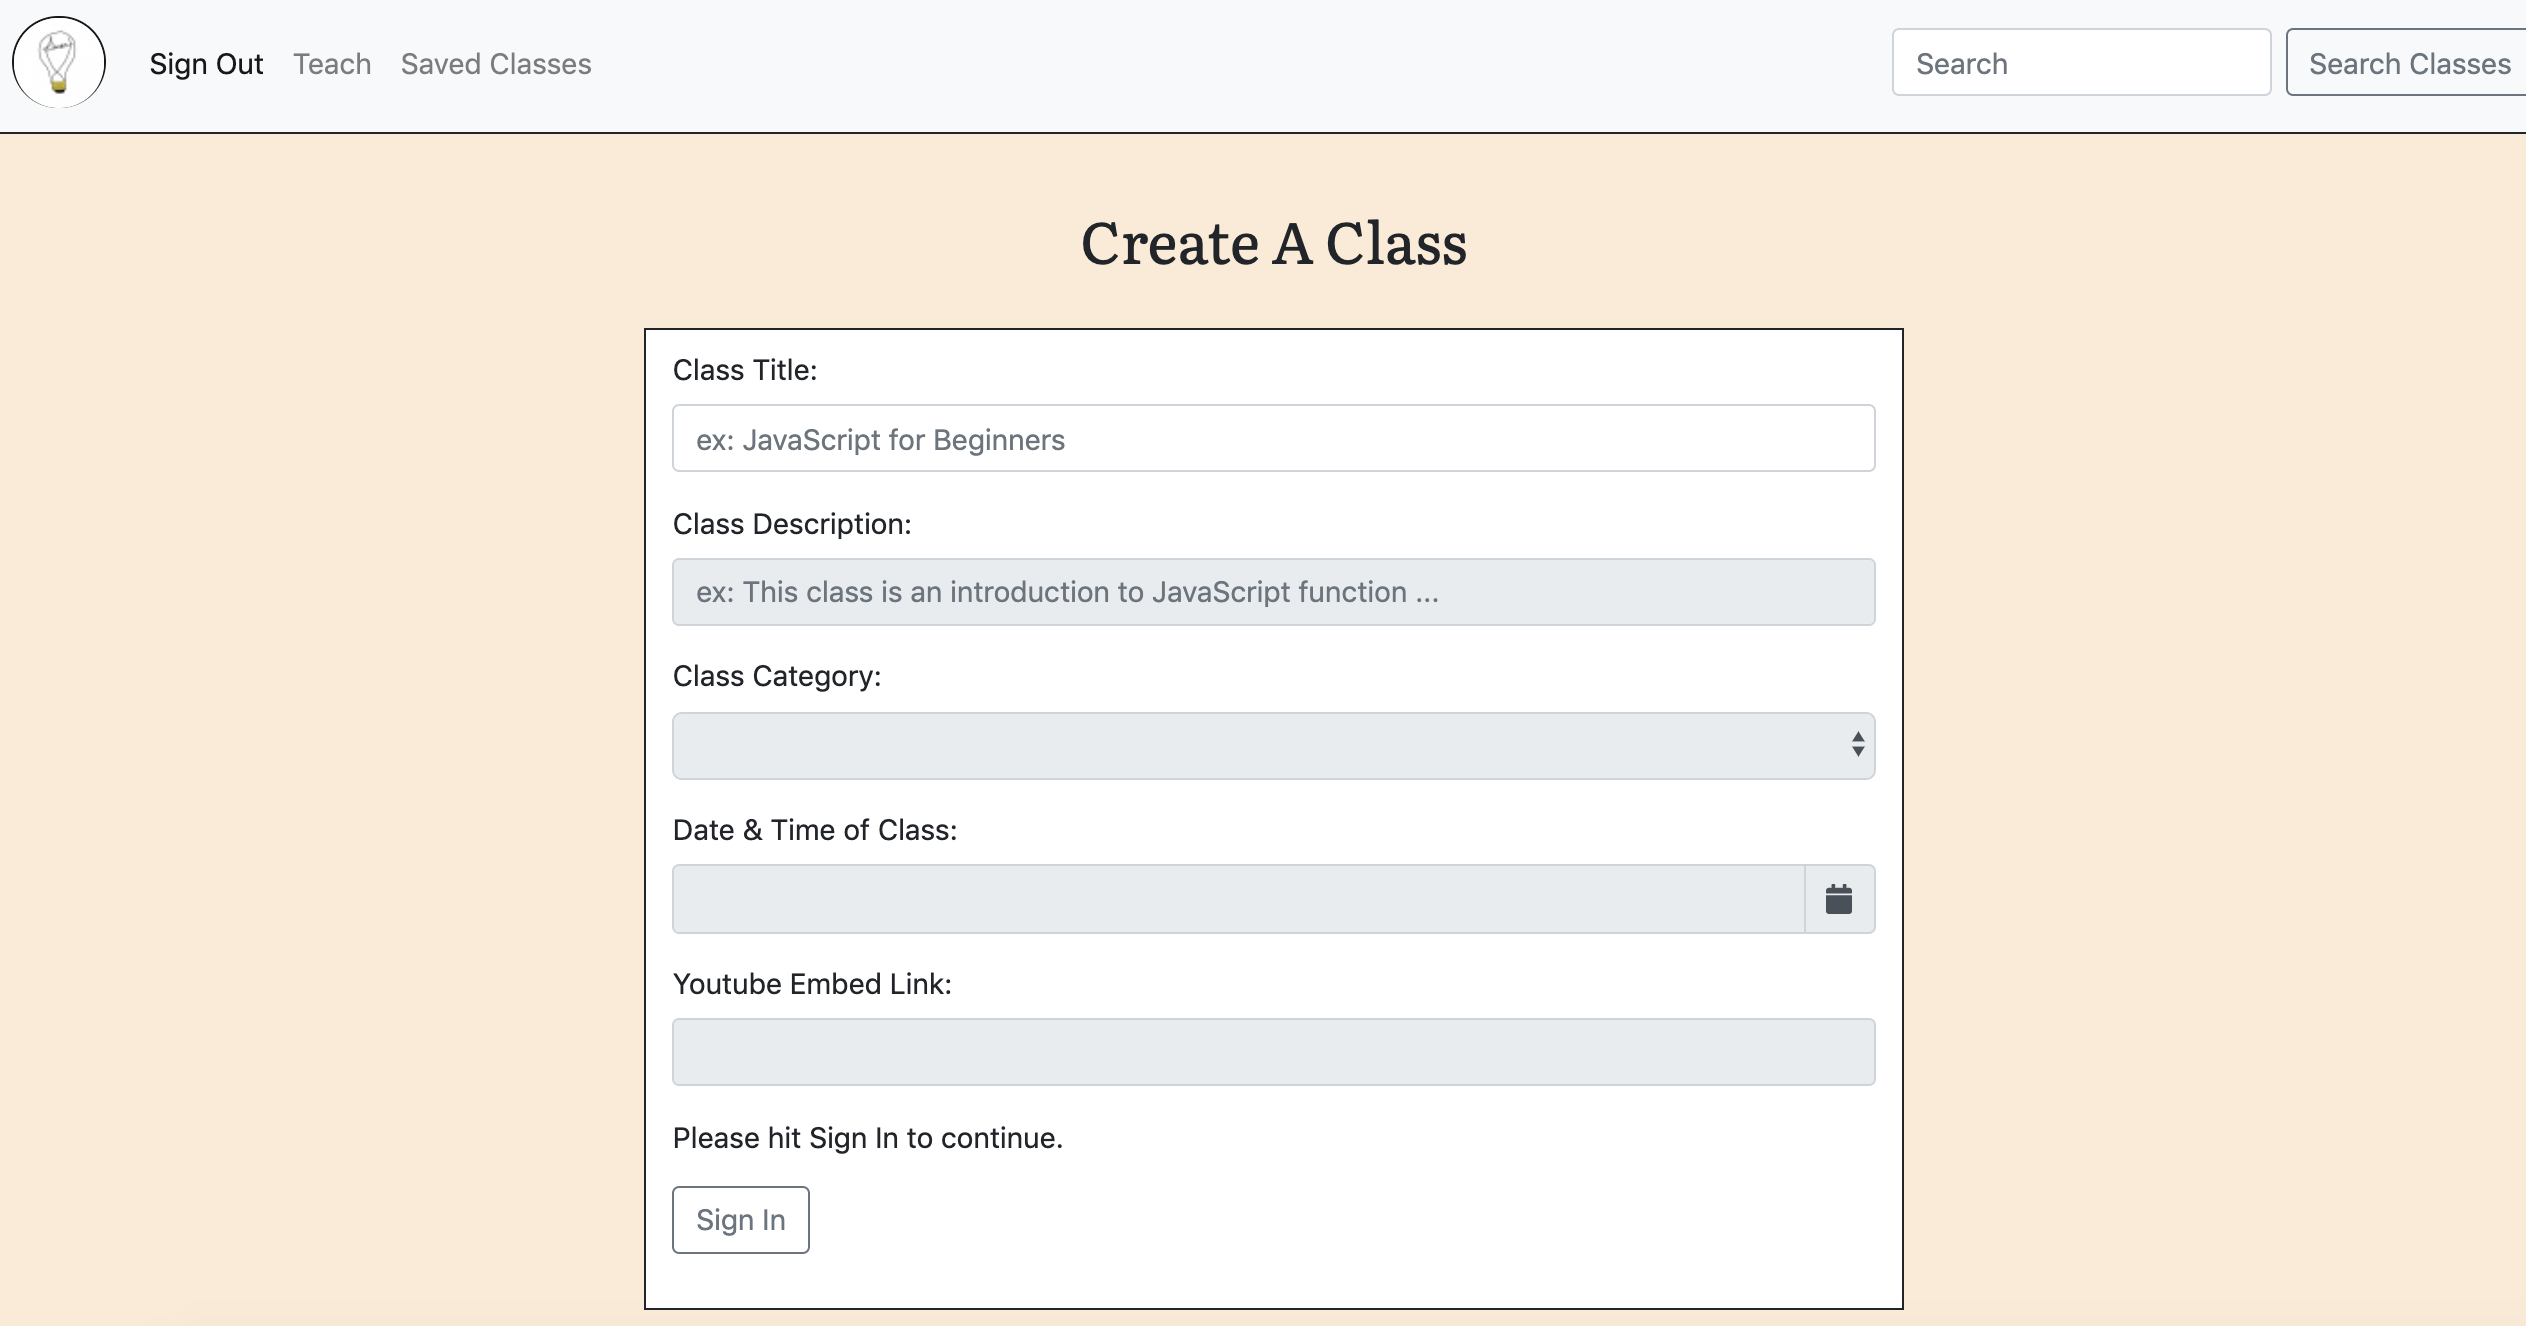 Sign Out Teach Saved Classes Search Search Classes
Create A Class
Class Title:
ex: JavaScript for Beginners
Class Description:
ex: This class is an introduction to JavaScript function ...
Class Category:
Date & Time of Class:
Youtube Embed Link:
Please hit Sign In to continue.
Sign In